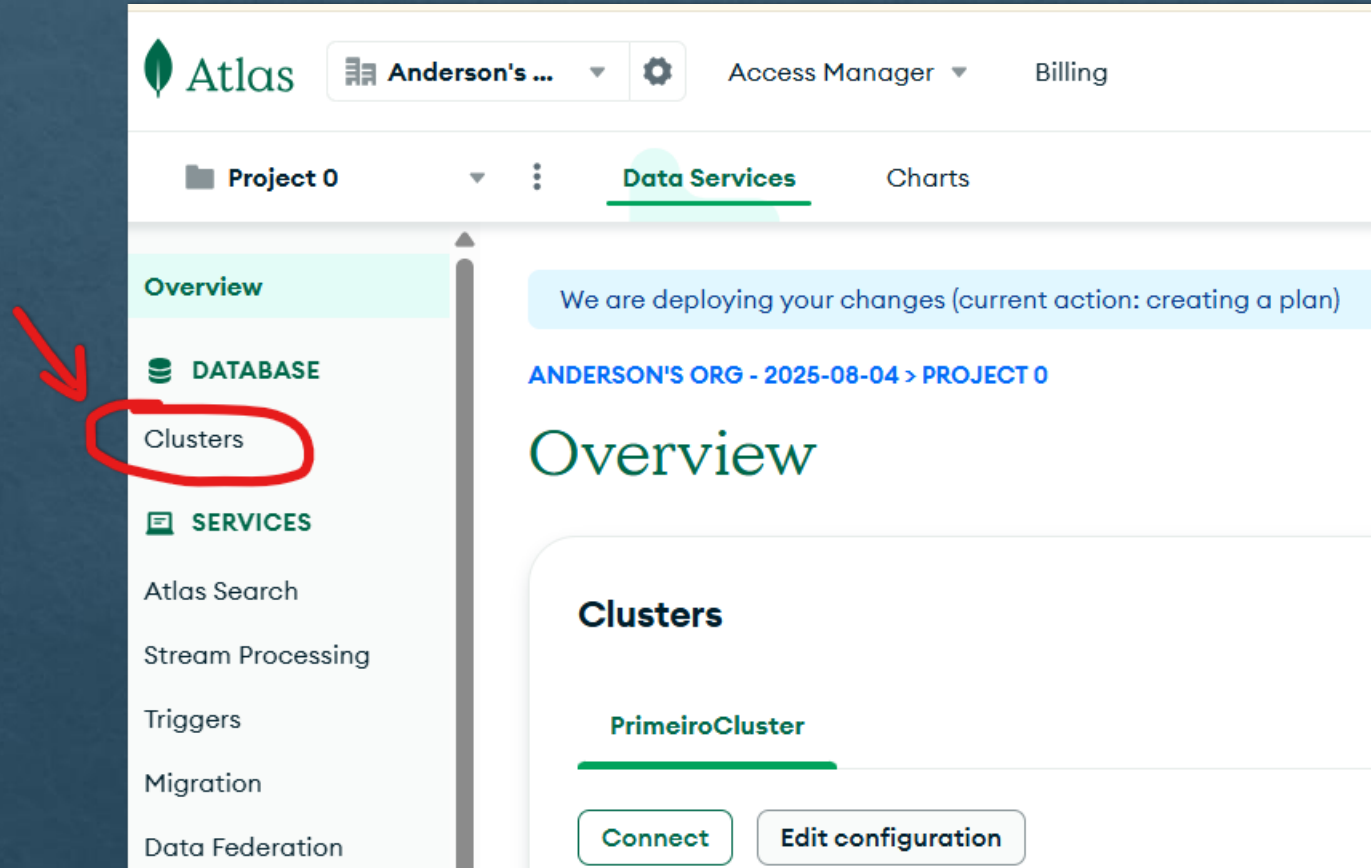 Atlas
Anderson's ...
Access Manager
Billing
Project 0
Data Services
Charts
Overview
DATABASE
Clusters
SERVICES
Atlas Search
Stream Processing
Triggers
Migration
Data Federation
We are deploying your changes (current action: creating a plan)
ANDERSON'S ORG - 2025-08-04 > PROJECT 0
Overview
Clusters
PrimeiroCluster
Connect
Edit configuration